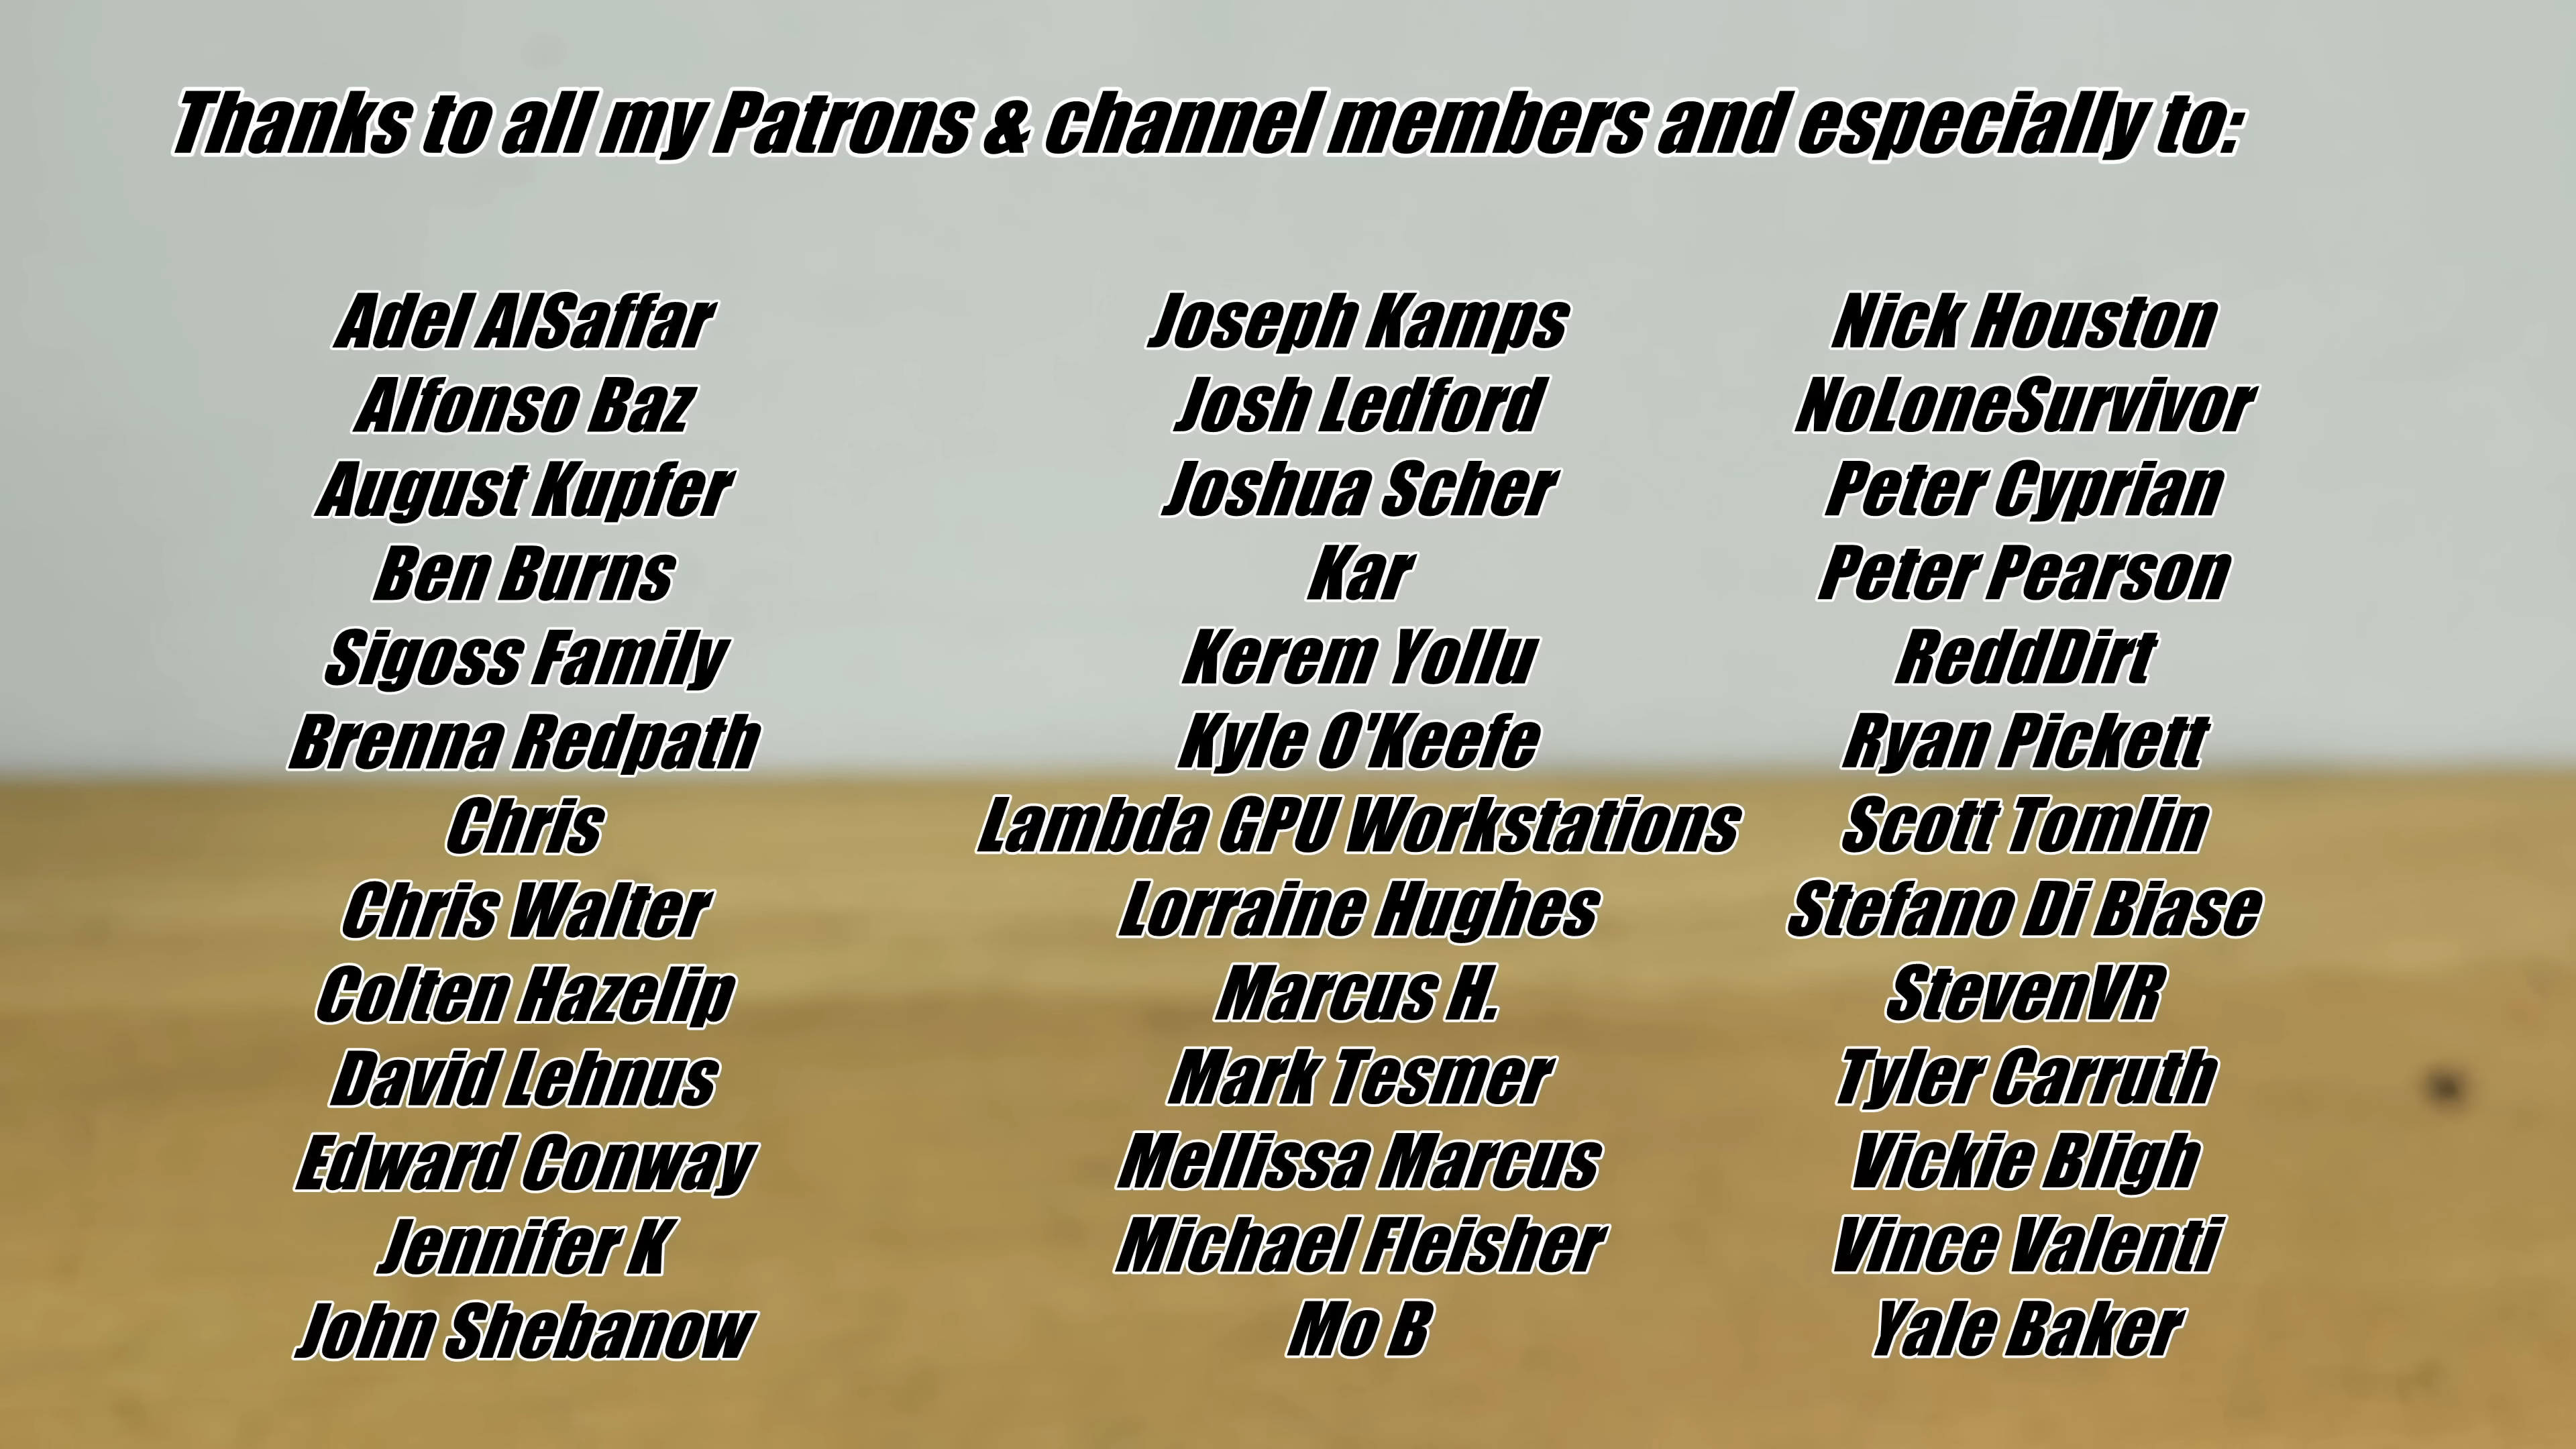 Thanks to all my Patrons & channel members and especially to:
Adel AlSaffar
Alfonso Baz
August Kupfer
Ben Burns
Sigoss Family
Brenna Redpath
Chris
Chris Walter
Colten Hazelip
David Lehnus
Edward Conway
Jennifer K
John Shebanow
Joseph Kamps
Josh Ledford
Joshua Scher
Kar
Kerem Yollu
Kyle O'Keefe
Lambda GPU Workstations
Lorraine Hughes
Marcus H.
Mark Tesmer
Mellissa Marcus
Michael Fleisher
Mo B
Nick Houston
NoLoneSurvivor
Peter Cyprian
Peter Pearson
ReddDirt
Ryan Pickett
Scott Tomlin
Stefano Di Biase
StevenVR
Tyler Carruth
Vickie Bligh
Vince Valenti
Yale Baker